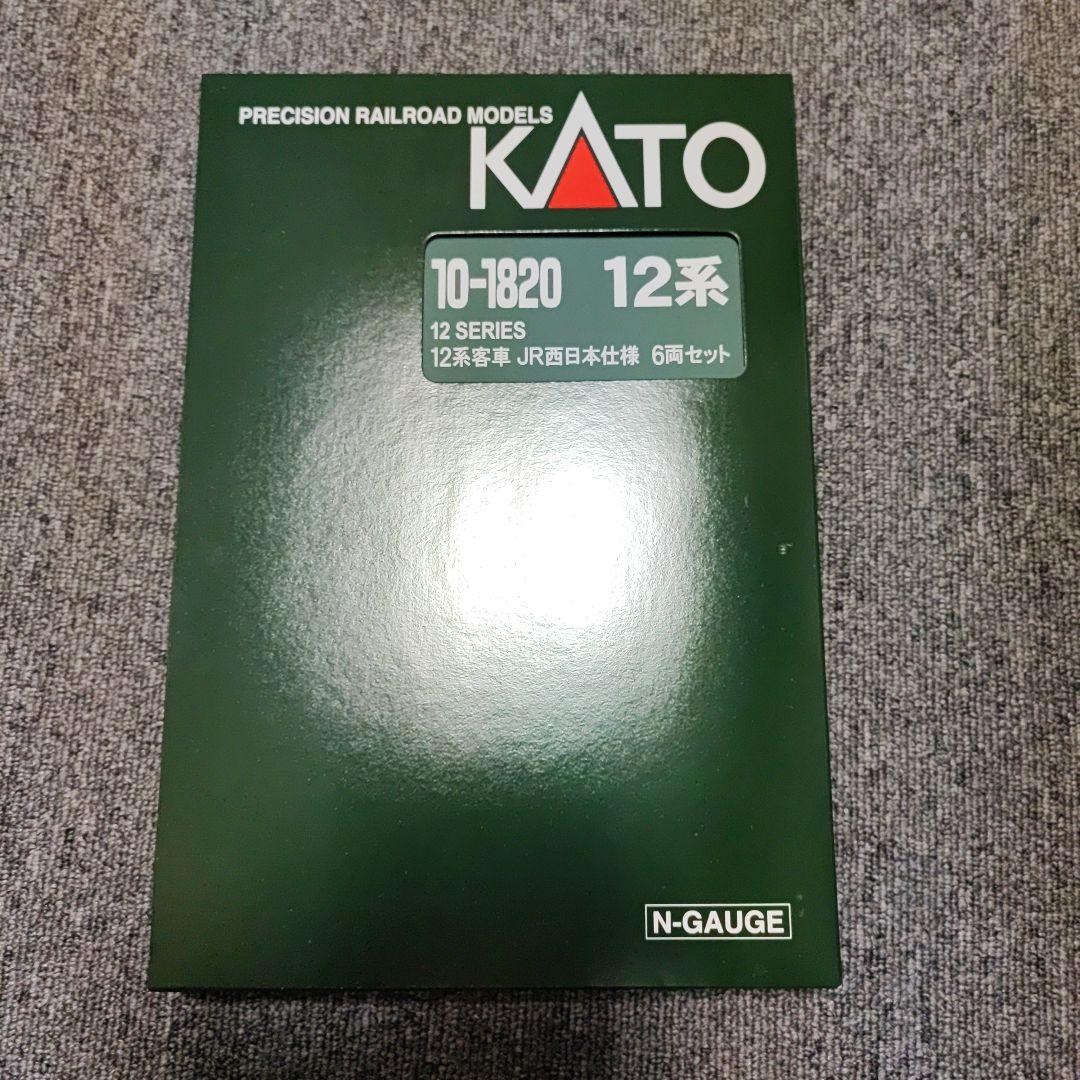 PRECISION RAILROAD MODELS
KATO
10-1820 12系
12 SERIES
12系客車 JR西日本仕様 6両セット
N-GAUGE